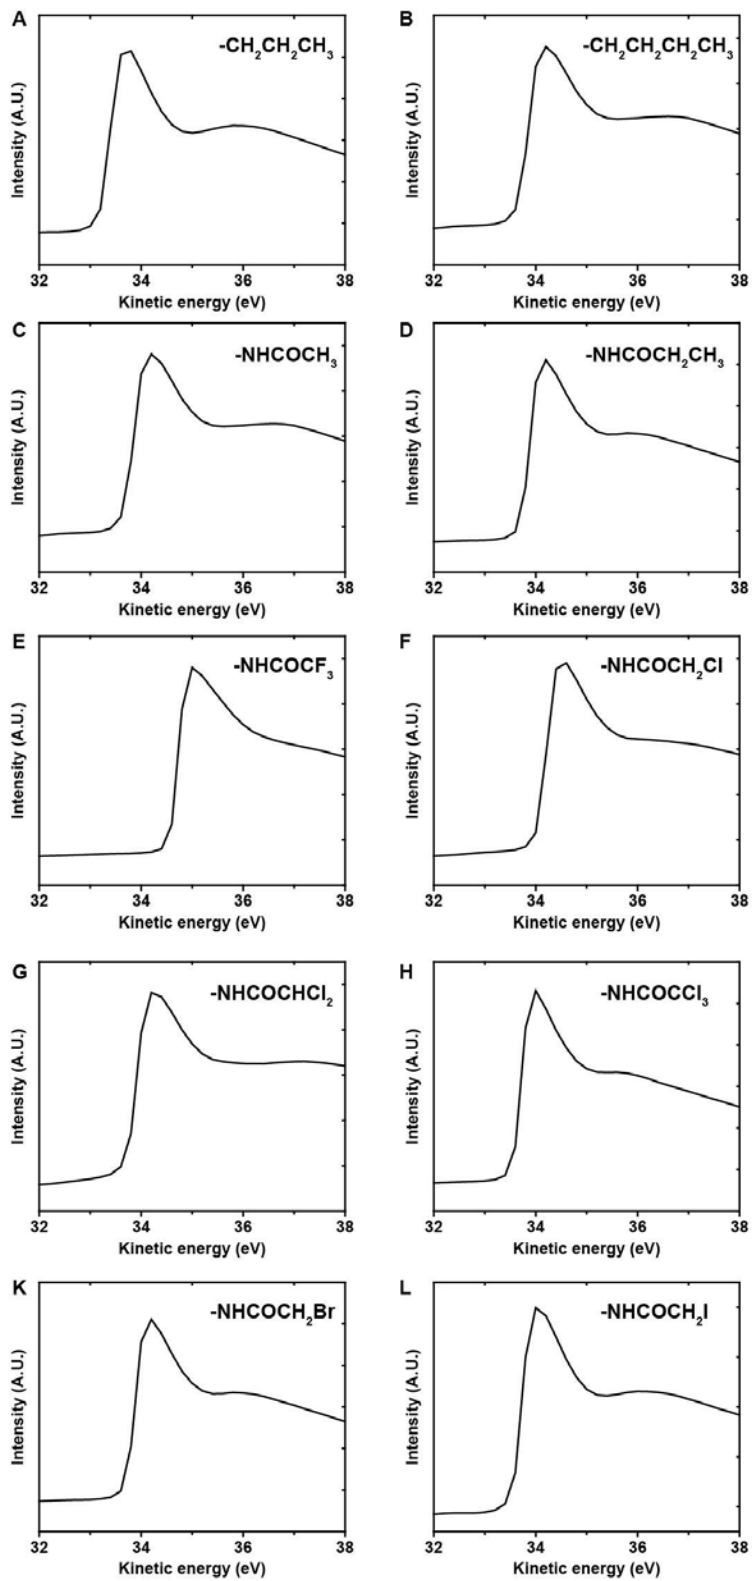 A
-CH₂CH₂CH₃
Intensity (A.U.)
32 34 36 38
Kinetic energy (eV)
B
-CH₂CH₂CH₂CH₃
Intensity (A.U.)
32 34 36 38
Kinetic energy (eV)
C
-NHCOCH₃
Intensity (A.U.)
32 34 36 38
Kinetic energy (eV)
D
-NHCOCH₂CH₃
Intensity (A.U.)
32 34 36 38
Kinetic energy (eV)
E
-NHCOCF₃
Intensity (A.U.)
32 34 36 38
Kinetic energy (eV)
F
-NHCOCH₂Cl
Intensity (A.U.)
32 34 36 38
Kinetic energy (eV)
G
-NHCOCHCl₂
Intensity (A.U.)
32 34 36 38
Kinetic energy (eV)
H
-NHCOCCl₃
Intensity (A.U.)
32 34 36 38
Kinetic energy (eV)
K
-NHCOCH₂Br
Intensity (A.U.)
32 34 36 38
Kinetic energy (eV)
L
-NHCOCH₂I
Intensity (A.U.)
32 34 36 38
Kinetic energy (eV)